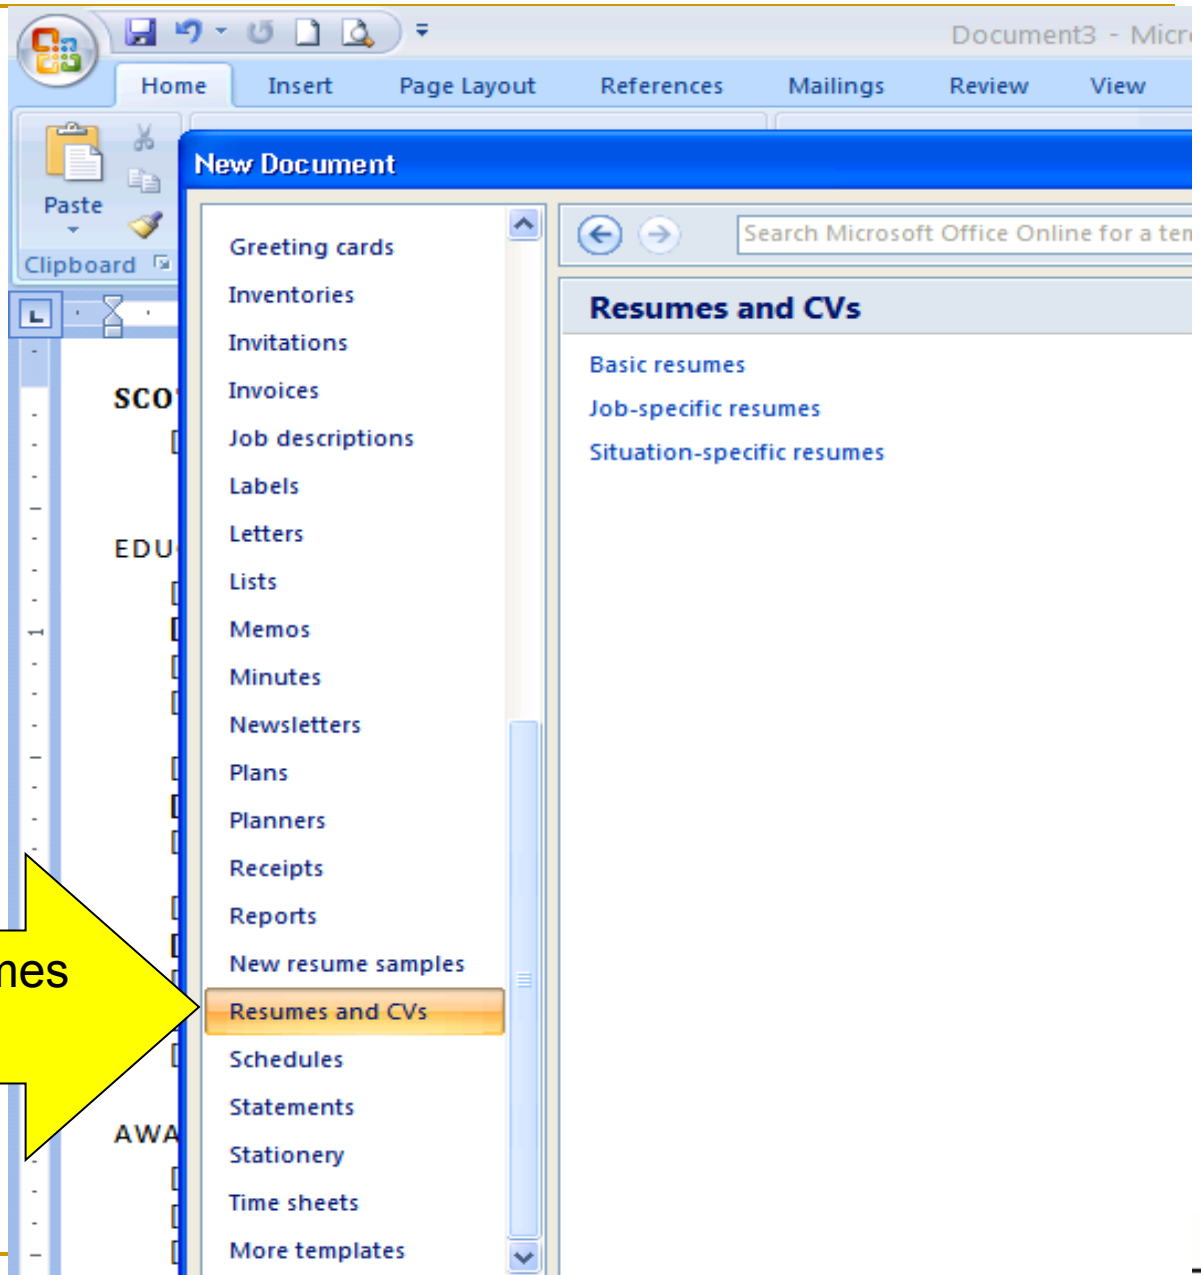 Document3 - Micr
Home Insert Page Layout References Mailings Review View
Paste
Clipboard
New Document
Search Microsoft Office Online for a tem
Greeting cards
Inventories
Invitations
Invoices
Job descriptions
Labels
Letters
Lists
Memos
Minutes
Newsletters
Plans
Planners
Receipts
Reports
New resume samples
Resumes and CVs
Schedules
Statements
Stationery
Time sheets
More templates
Resumes and CVs
Basic resumes
Job-specific resumes
Situation-specific resumes
L
SCO
EDU
1
AWA
mes